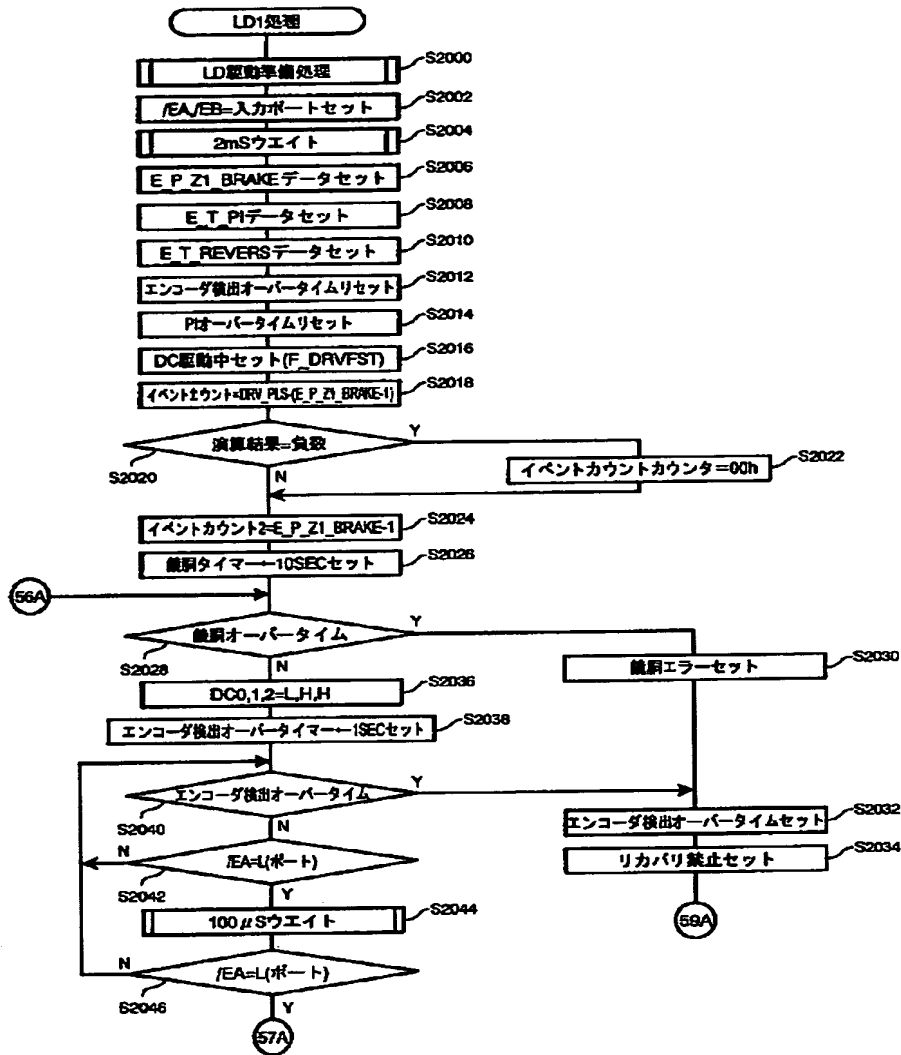 LD1処理
LD駆動準備処理
S2000
/EA,/EB=入力ポートセット
S2002
2mSウエイト
S2004
E_P_Z1_BRAKEデータセット
S2006
E_T_PIデータセット
S2008
E_T_REVERSデータセット
S2010
エンコーダ検出オーバータイムリセット
S2012
PIオーバータイムリセット
S2014
DC駆動中セット(F_DRVFST)
S2016
イベントカウント=DRV_PLS-(E_P_Z1_BRAKE-1)
S2018
演算結果=負数
Y
S2020
N
イベントカウントカウンタ=00h
S2022
イベントカウント2=E_P_Z1_BRAKE-1
S2024
鏡胴タイマー←10SECセット
S2026
56A
鏡胴オーバータイム
Y
S2028
N
鏡胴エラーセット
S2030
DC0,1,2=L,H,H
S2036
エンコーダ検出オーバータイマー←1SECセット
S2038
エンコーダ検出オーバータイム
Y
S2040
N
エンコーダ検出オーバータイムセット
S2032
リカバリ禁止セット
S2034
59A
N
/EA=L(ポート)
S2042
Y
100μSウエイト
S2044
N
/EA=L(ポート)
S2046
Y
57A